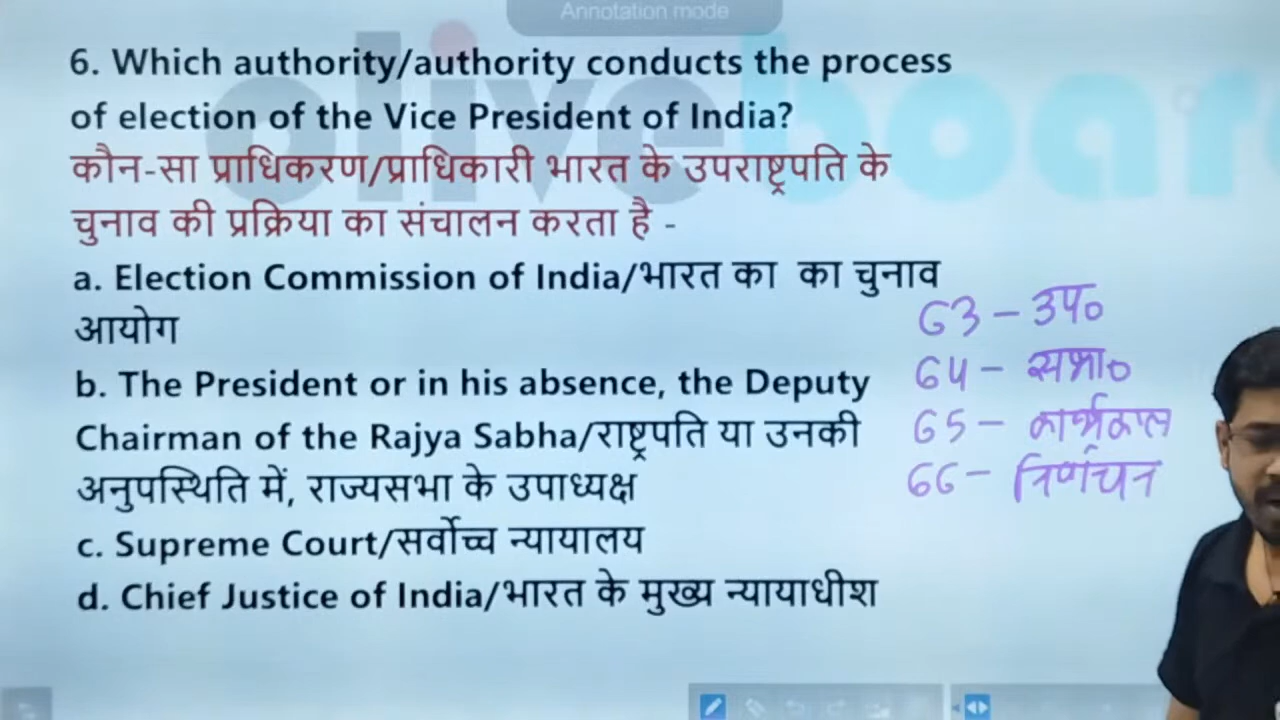 Annotation mode
6. Which authority/authority conducts the process
of election of the Vice President of India?
कौन-सा प्राधिकरण/प्राधिकारी भारत के उपराष्ट्रपति के
चुनाव की प्रक्रिया का संचालन करता है -
a. Election Commission of India/भारत का का चुनाव
आयोग
b. The President or in his absence, the Deputy
Chairman of the Rajya Sabha/राष्ट्रपति या उनकी
अनुपस्थिति में, राज्यसभा के उपाध्यक्ष
c. Supreme Court/सर्वोच्च न्यायालय
d. Chief Justice of India/भारत के मुख्य न्यायाधीश
63 - उप०
64 - सभा०
65 - कार्यकाल
66 - निर्वाचन
oliveboar